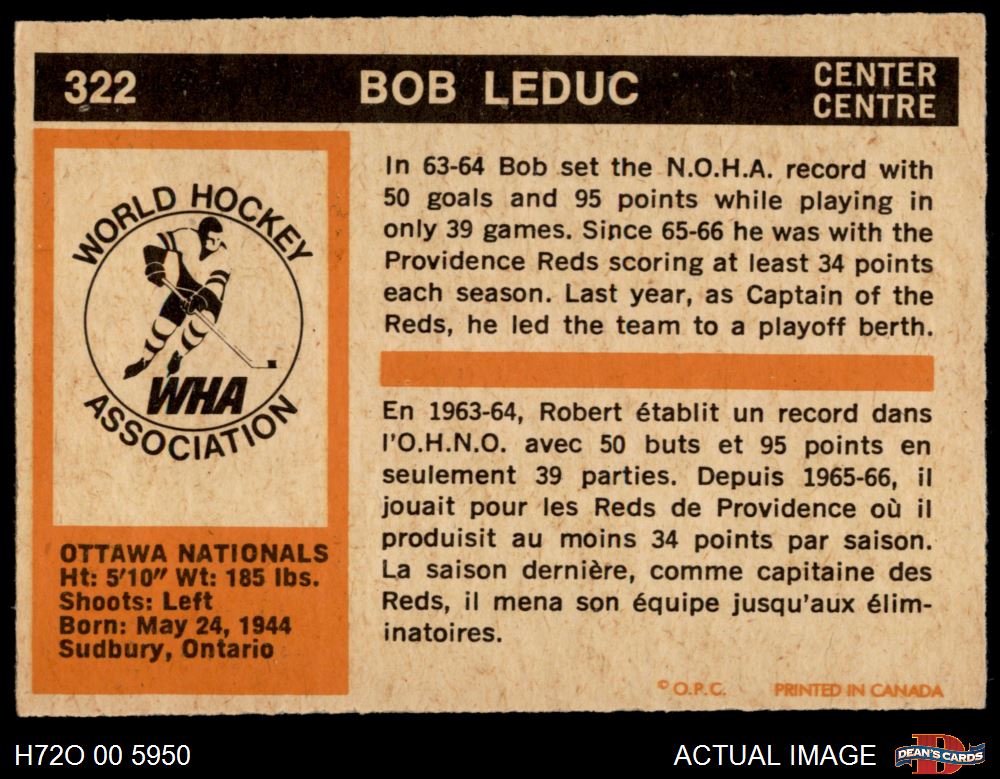 322 BOB LEDUC CENTER
CENTRE
WORLD HOCKEY
WHA
ASSOCIATION
OTTAWA NATIONALS
Ht: 5'10" Wt: 185 lbs.
Shoots: Left
Born: May 24, 1944
Sudbury, Ontario
In 63-64 Bob set the N.O.H.A. record with
50 goals and 95 points while playing in
only 39 games. Since 65-66 he was with the
Providence Reds scoring at least 34 points
each season. Last year, as Captain of the
Reds, he led the team to a playoff berth.
En 1963-64, Robert établit un record dans
l'O.H.N.O. avec 50 buts et 95 points en
seulement 39 parties. Depuis 1965-66, il
jouait pour les Reds de Providence où il
produisit au moins 34 points par saison.
La saison dernière, comme capitaine des
Reds, il mena son équipe jusqu'aux élim-
inatoires.
© O.P.C. PRINTED IN CANADA
H72O 00 5950 ACTUAL IMAGE DEAN'S CARDS